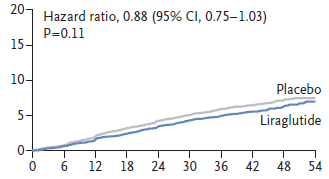 20
Hazard ratio, 0.88 (95% CI, 0.75–1.03)
P=0.11
15
10
Placebo
5
Liraglutide
0
0 6 12 18 24 30 36 42 48 54